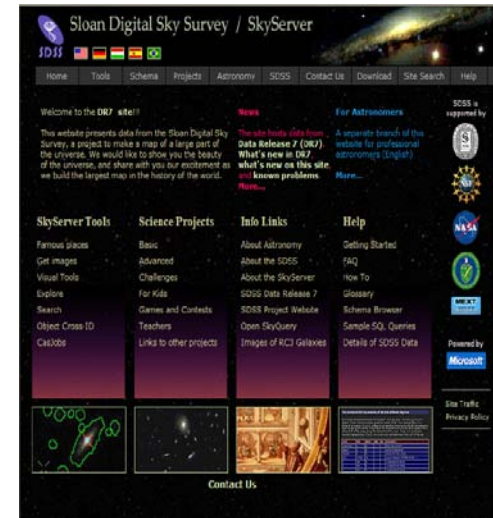 Sloan Digital Sky Survey / SkyServer
SDSS
Home Tools Schema Projects Astronomy SDSS Contact Us Download Site Search Help
Welcome to the DR7 site!!!
This website presents data from the Sloan Digital Sky
Survey, a project to make a map of a large part of
the universe. We would like to show you the beauty
of the universe, and share with you our excitement as
we build the largest map in the history of the world.
News
The site hosts data from
Data Release 7 (DR7).
What's new in DR7,
what's new on this site,
and known problems.
More...
For Astronomers
A separate branch of this
website for professional
astronomers (English)
More...
SDSS is
supported by
SkyServer Tools
Famous places
Get images
Visual Tools
Explore
Search
Object Cross-ID
CasJobs
Science Projects
Basic
Advanced
Challenges
For Kids
Games and Contests
Teachers
Links to other projects
Info Links
About Astronomy
About the SDSS
About the SkyServer
SDSS Data Release 7
SDSS Project Website
Open SkyQuery
Images of RC3 Galaxies
Help
Getting Started
FAQ
How To
Glossary
Schema Browser
Sample SQL Queries
Details of SDSS Data
NASA
MEXT
Powered by
Microsoft
Site Traffic
Privacy Policy
Contact Us